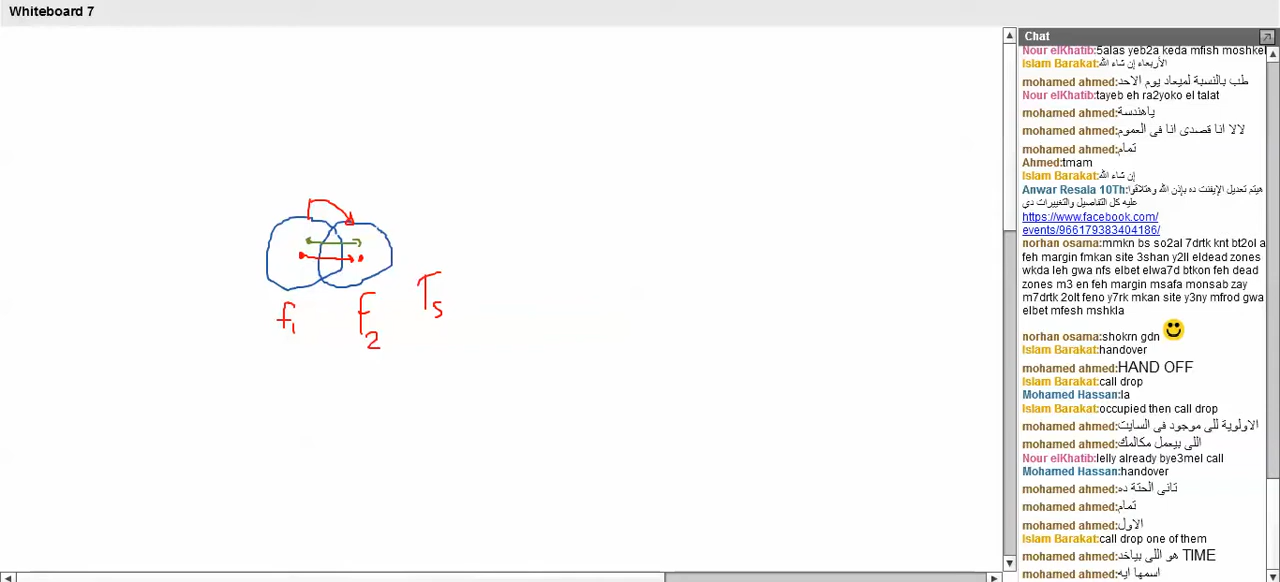 Whiteboard 7
f1
F2
Ts
Chat
Nour elKhatib:5alas yeb2a keda mfish moshkel
Islam Barakat:الأربعاء إن شاء الله
mohamed ahmed:طب بالنسبة لميعاد يوم الاحد
Nour elKhatib:tayeb eh ra2yoko el talat
mohamed ahmed:ياهندسة
mohamed ahmed:لالا انا قصدى انا فى العموم
mohamed ahmed:تمام
Ahmed:tmam
Islam Barakat:إن شاء الله
Anwar Resala 10Th:هيتم تعديل الإيفنت ده بإذن الله وهتلاقوا
عليه كل التفاصيل والتغييرات دي
https://www.facebook.com/
events/966179383404186/
norhan osama:mmkn bs so2al 7drtk knt bt2ol a
feh margin fmkan site 3shan y2ll eldead zones
wkda leh gwa nfs elbet elwa7d btkon feh dead
zones m3 en feh margin msafa monsab zay
m7drtk 2olt feno y7rk mkan site y3ny mfrod gwa
elbet mfesh mshkla
norhan osama:shokrn gdn
Islam Barakat:handover
mohamed ahmed:HAND OFF
Islam Barakat:call drop
Mohamed Hassan:la
Islam Barakat:occupied then call drop
mohamed ahmed:الاولوية للى موجود فى السايت
mohamed ahmed:اللى بيعمل مكالمك
Nour elKhatib:lelly already bye3mel call
Mohamed Hassan:handover
mohamed ahmed:تانى الحتة ده
mohamed ahmed:تمام
mohamed ahmed:الاول
Islam Barakat:call drop one of them
mohamed ahmed:هو اللى بياخد TIME
mohamed ahmed:اسمها ايه